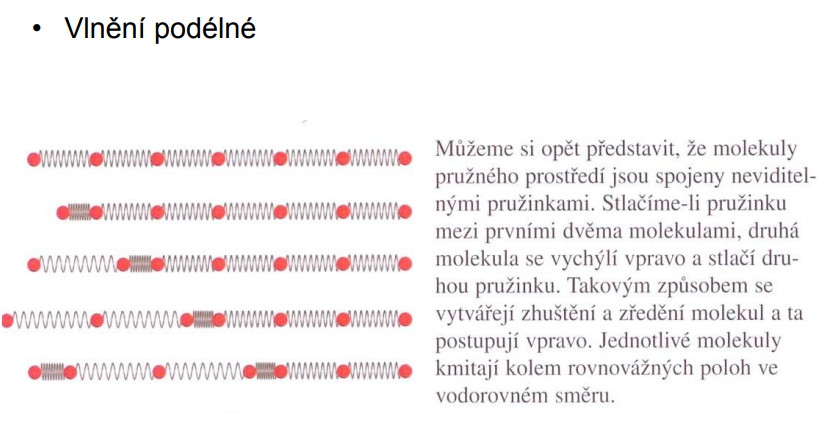 • Vlnění podélné
Můžeme si opět představit, že molekuly
pružného prostředí jsou spojeny neviditel-
nými pružinkami. Stlačíme-li pružinku
mezi prvními dvěma molekulami, druhá
molekula se vychýlí vpravo a stlačí dru-
hou pružinku. Takovým způsobem se
vytvářejí zhuštění a zředění molekul a ta
postupují vpravo. Jednotlivé molekuly
kmitají kolem rovnovážných poloh ve
vodorovném směru.